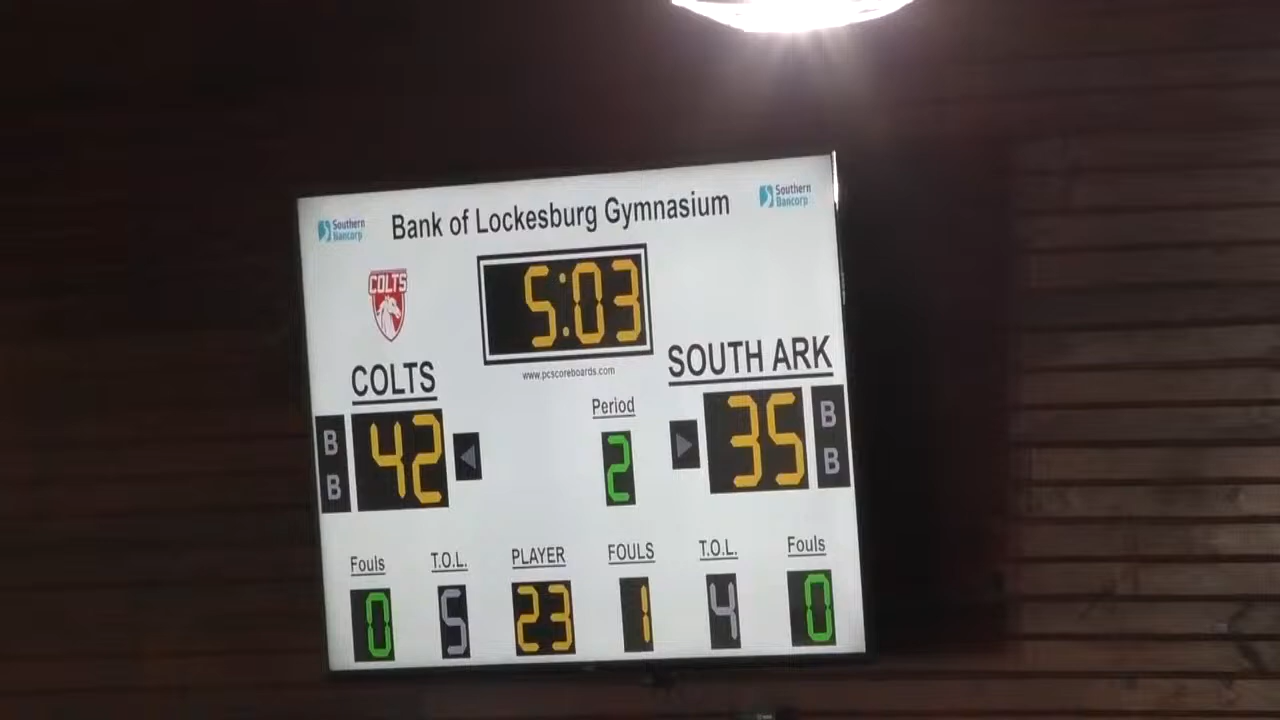 Southern
Bancorp
Bank of Lockesburg Gymnasium
Southern
Bancorp
COLTS
5:03
www.pcscoreboards.com
COLTS
SOUTH ARK
B
B
42
Period
2
35
B
B
Fouls
T.O.L.
PLAYER
FOULS
T.O.L.
Fouls
0
5
23
1
4
0